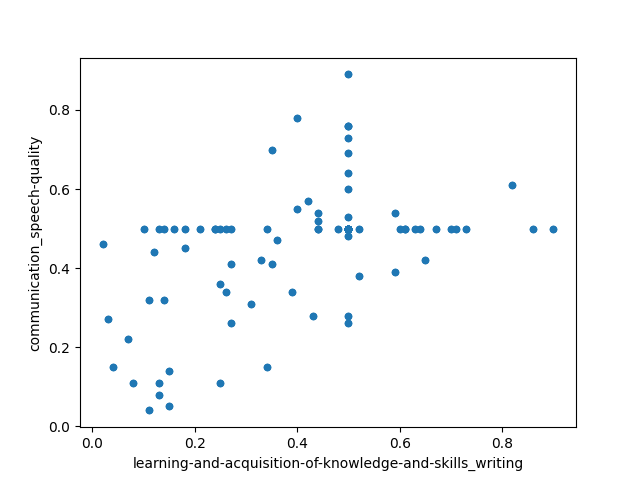 communication_speech-quality
0.8
0.6
0.4
0.2
0.0
0.0 0.2 0.4 0.6 0.8
learning-and-acquisition-of-knowledge-and-skills_writing